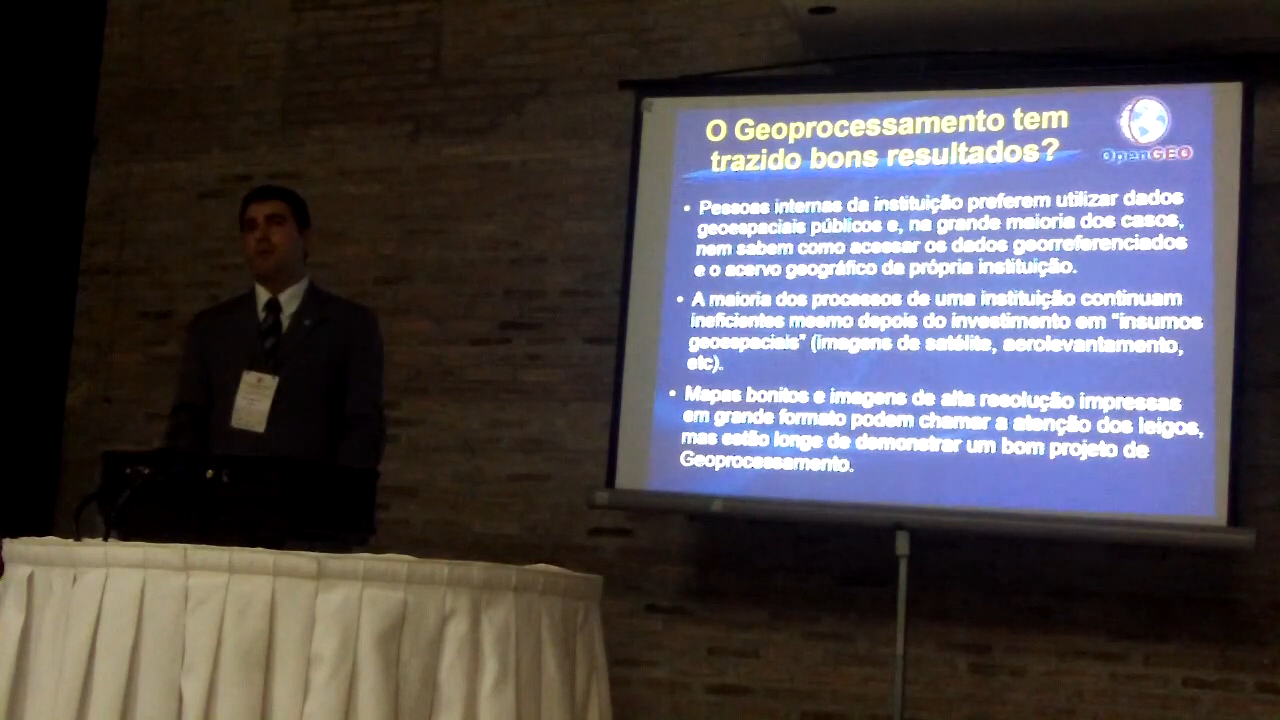 O Geoprocessamento tem
trazido bons resultados?
OpenGEO
• Pessoas internas da instituição preferem utilizar dados
geoespaciais públicos e, na grande maioria dos casos,
nem sabem como acessar os dados georreferenciados
e o acervo geográfico da própria instituição.
• A maioria dos processos de uma instituição continuam
ineficientes mesmo depois do investimento em "insumos
geoespaciais" (imagens de satélite, aerolevantamento,
etc).
• Mapas bonitos e imagens de alta resolução impressas
em grande formato podem chamar a atenção dos leigos,
mas estão longe de demonstrar um bom projeto de
Geoprocessamento.